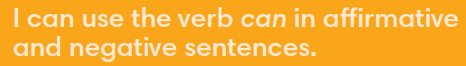 I can use the verb can in affirmative
and negative sentences.